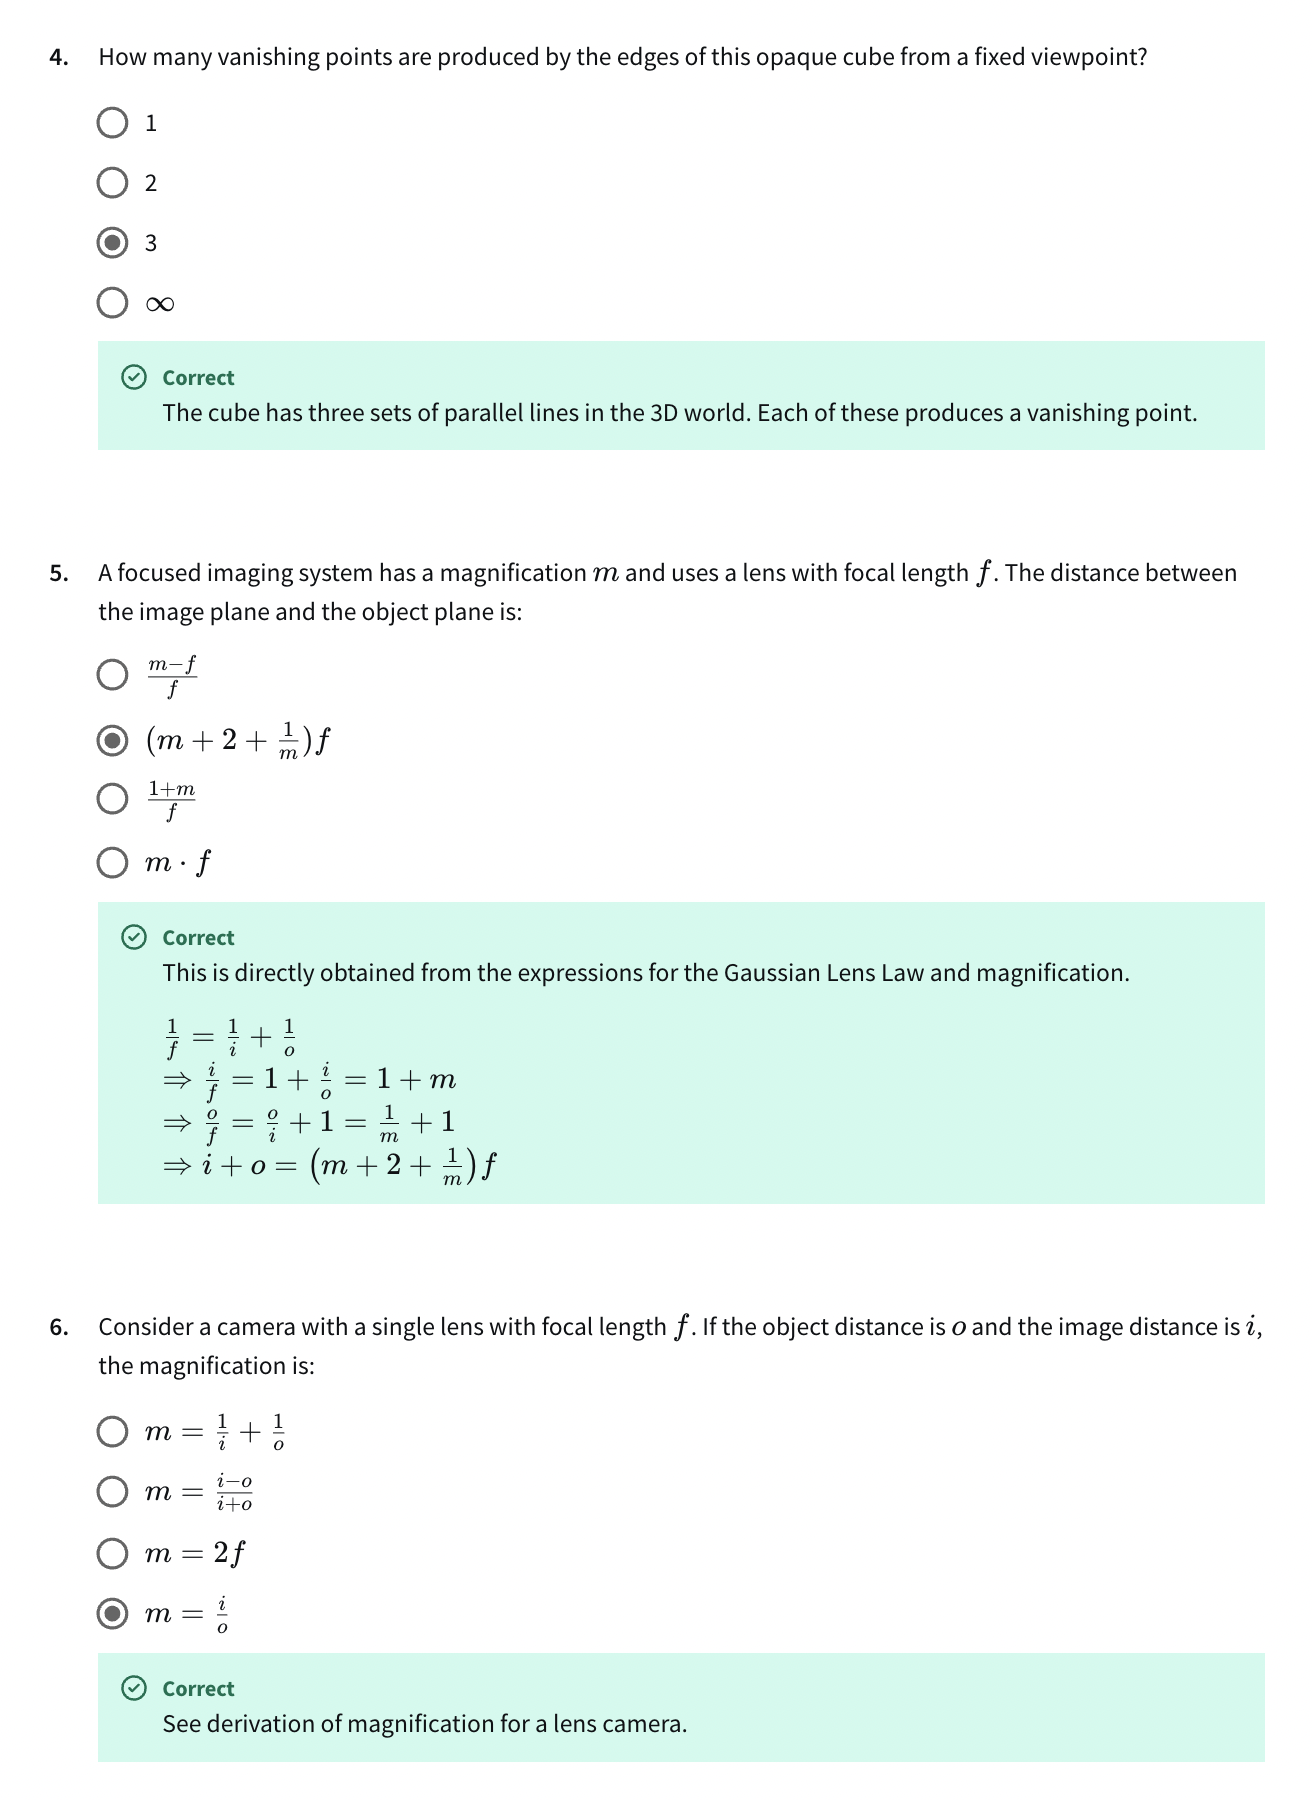 4. How many vanishing points are produced by the edges of this opaque cube from a fixed viewpoint?
1
2
3
∞
Correct
The cube has three sets of parallel lines in the 3D world. Each of these produces a vanishing point.
5. A focused imaging system has a magnification m and uses a lens with focal length f. The distance between
the image plane and the object plane is:
\frac{m-f}{f}
(m + 2 + \frac{1}{m})f
\frac{1+m}{f}
m · f
Correct
This is directly obtained from the expressions for the Gaussian Lens Law and magnification.
\frac{1}{f} = \frac{1}{i} + \frac{1}{o}
⇒ \frac{i}{f} = 1 + \frac{i}{o} = 1 + m
⇒ \frac{o}{f} = \frac{o}{i} + 1 = \frac{1}{m} + 1
⇒ i + o = (m + 2 + \frac{1}{m})f
6. Consider a camera with a single lens with focal length f. If the object distance is o and the image distance is i,
the magnification is:
m = \frac{1}{i} + \frac{1}{o}
m = \frac{i-o}{i+o}
m = 2f
m = \frac{i}{o}
Correct
See derivation of magnification for a lens camera.